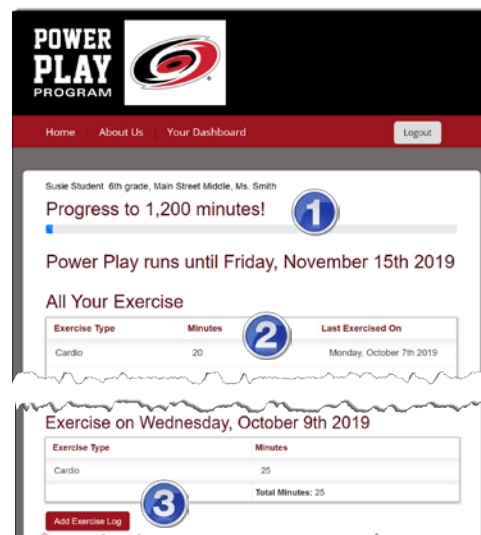 POWER
PLAY
PROGRAM
Home About Us Your Dashboard Logout
Susie Student 6th grade, Main Street Middle, Ms. Smith
Progress to 1,200 minutes! 1
Power Play runs until Friday, November 15th 2019
All Your Exercise
Exercise Type Minutes 2 Last Exercised On
Cardio 20 Monday, October 7th 2019
Exercise on Wednesday, October 9th 2019
Exercise Type Minutes
Cardio 25
Total Minutes: 25
3
Add Exercise Log